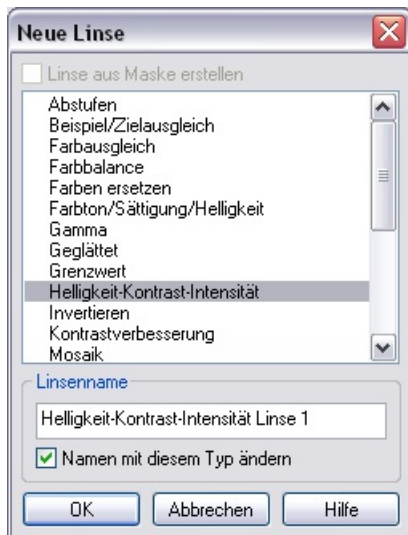 Neue Linse
Linse aus Maske erstellen
Abstufen
Beispiel/Zielausgleich
Farbausgleich
Farbbalance
Farben ersetzen
Farbton/Sättigung/Helligkeit
Gamma
Geglättet
Grenzwert
Helligkeit-Kontrast-Intensität
Invertieren
Kontrastverbesserung
Mosaik
Linsenname
Helligkeit-Kontrast-Intensität Linse 1
Namen mit diesem Typ ändern
OK Abbrechen Hilfe